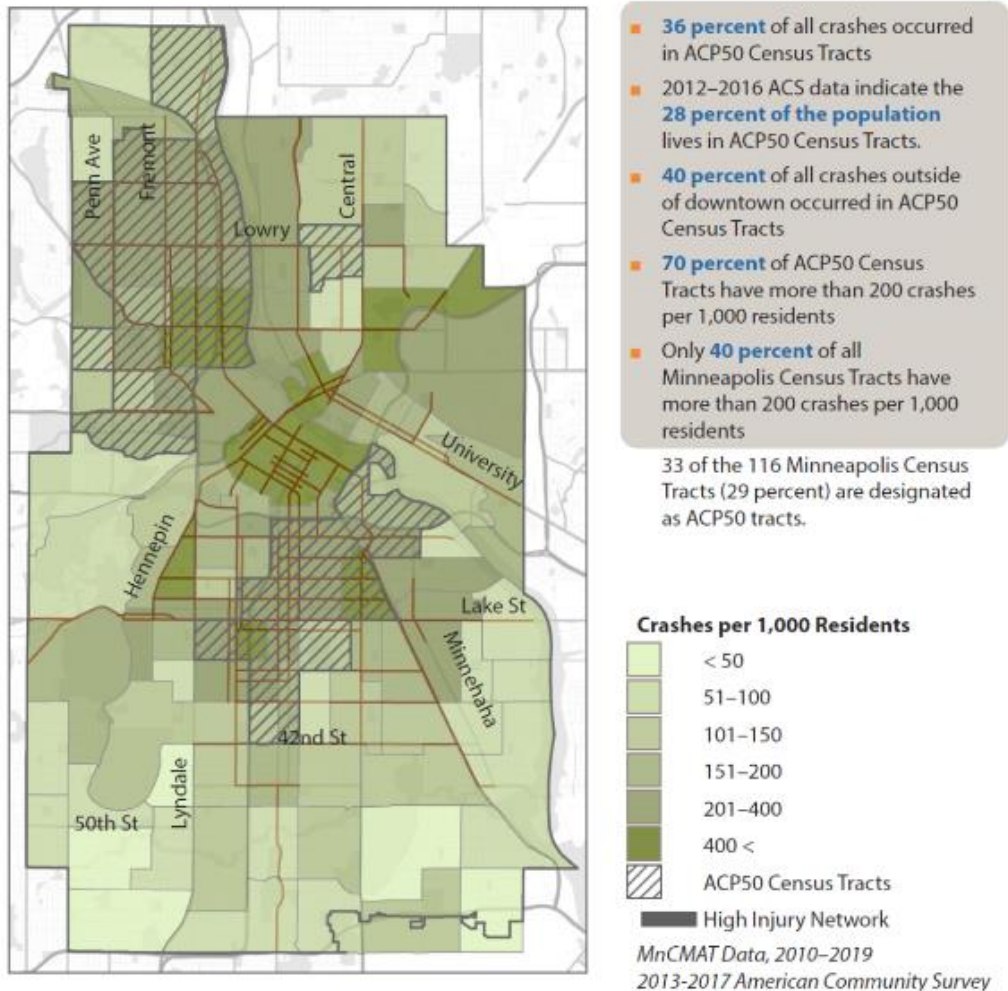 Penn Ave
Fremont
Central
Lowry
University
Hennepin
Lake St
Minnehaha
42nd St
Lyndale
50th St
36 percent of all crashes occurred
in ACP50 Census Tracts
2012–2016 ACS data indicate the
28 percent of the population
lives in ACP50 Census Tracts.
40 percent of all crashes outside
of downtown occurred in ACP50
Census Tracts
70 percent of ACP50 Census
Tracts have more than 200 crashes
per 1,000 residents
Only 40 percent of all
Minneapolis Census Tracts have
more than 200 crashes per 1,000
residents
33 of the 116 Minneapolis Census
Tracts (29 percent) are designated
as ACP50 tracts.
Crashes per 1,000 Residents
< 50
51–100
101–150
151–200
201–400
400 <
ACP50 Census Tracts
High Injury Network
MnCMAT Data, 2010–2019
2013-2017 American Community Survey